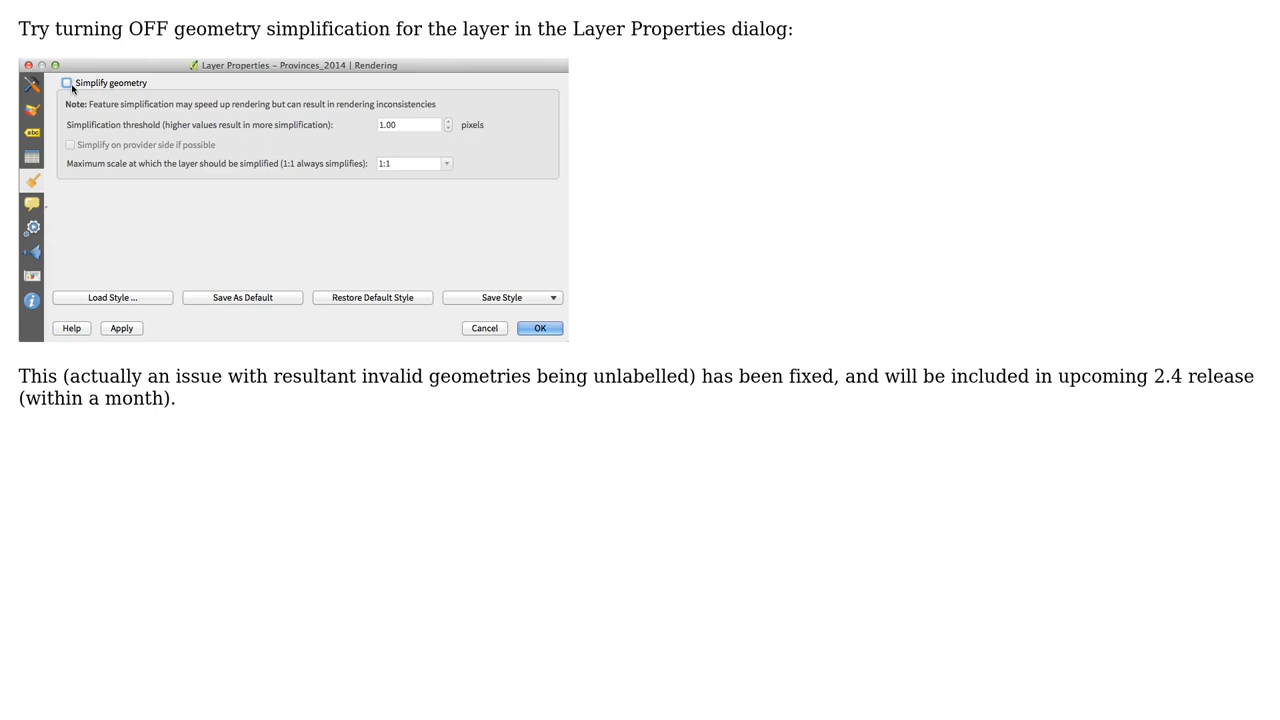 Try turning OFF geometry simplification for the layer in the Layer Properties dialog:
Layer Properties – Provinces_2014 | Rendering
Simplify geometry
Note: Feature simplification may speed up rendering but can result in rendering inconsistencies
Simplification threshold (higher values result in more simplification): 1.00 pixels
abc
Simplify on provider side if possible
Maximum scale at which the layer should be simplified (1:1 always simplifies): 1:1
Load Style ... Save As Default Restore Default Style Save Style
Help Apply Cancel OK
This (actually an issue with resultant invalid geometries being unlabelled) has been fixed, and will be included in upcoming 2.4 release
(within a month).